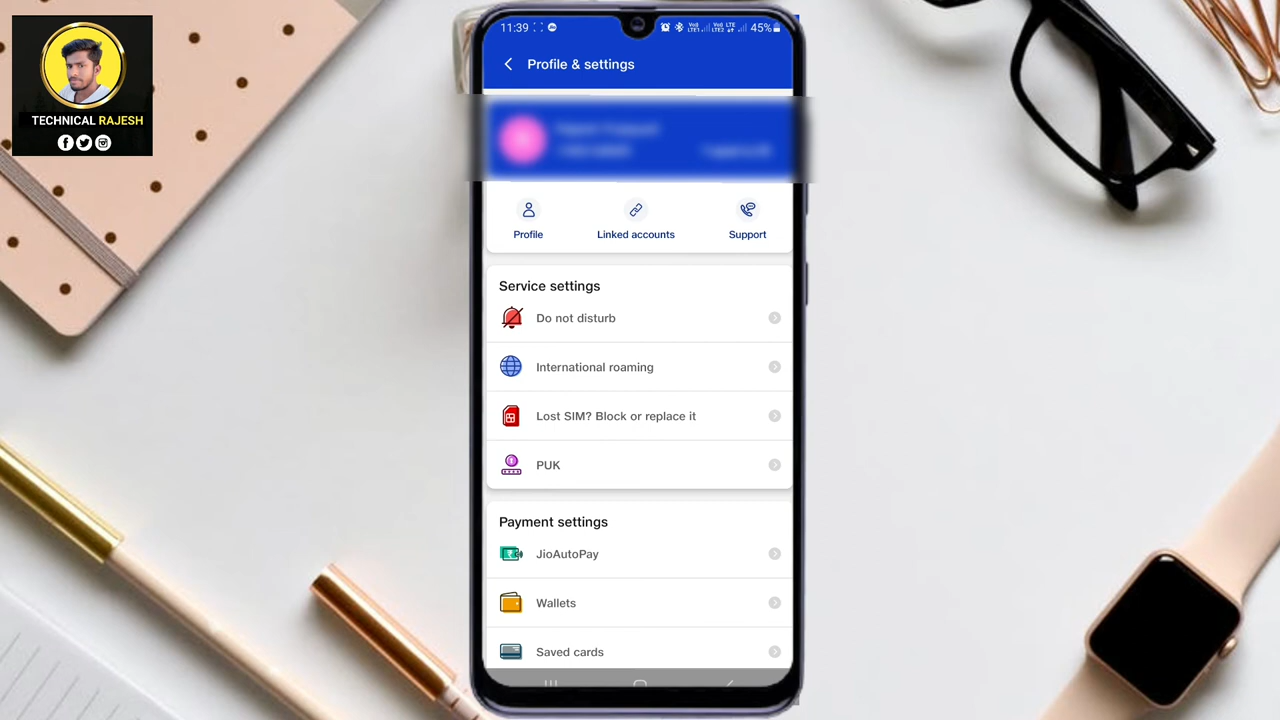 TECHNICAL RAJESH
11:39
45%
Profile & settings
Profile
Linked accounts
Support
Service settings
Do not disturb
International roaming
Lost SIM? Block or replace it
PUK
Payment settings
JioAutoPay
Wallets
Saved cards